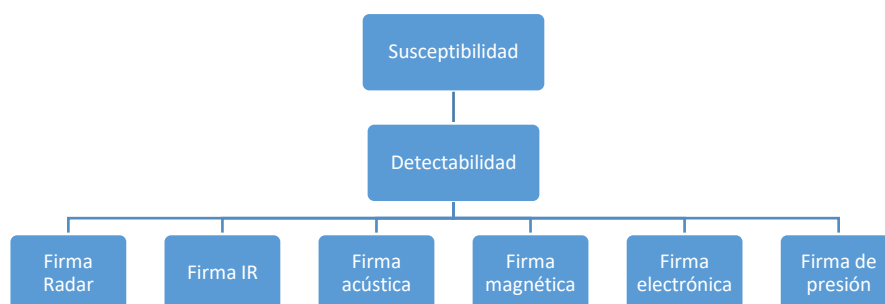 Susceptibilidad
Detectabilidad
Firma
Radar
Firma IR
Firma
acústica
Firma
magnética
Firma
electrónica
Firma de
presión